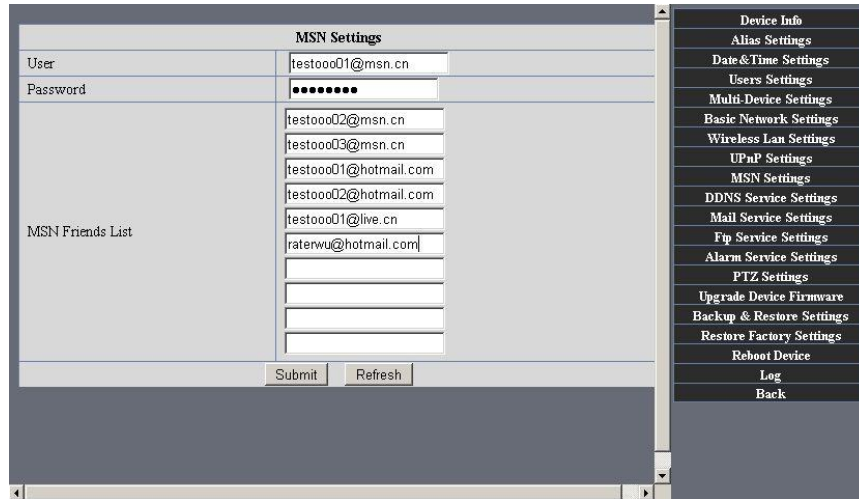 MSN Settings
User testooo01@msn.cn
Password ●●●●●●●●
MSN Friends List
testooo02@msn.cn
testooo03@msn.cn
testooo01@hotmail.com
testooo02@hotmail.com
testooo01@live.cn
raterwu@hotmail.com
Submit Refresh
Device Info
Alias Settings
Date&Time Settings
Users Settings
Multi-Device Settings
Basic Network Settings
Wireless Lan Settings
UPnP Settings
MSN Settings
DDNS Service Settings
Mail Service Settings
Ftp Service Settings
Alarm Service Settings
PTZ Settings
Upgrade Device Firmware
Backup & Restore Settings
Restore Factory Settings
Reboot Device
Log
Back